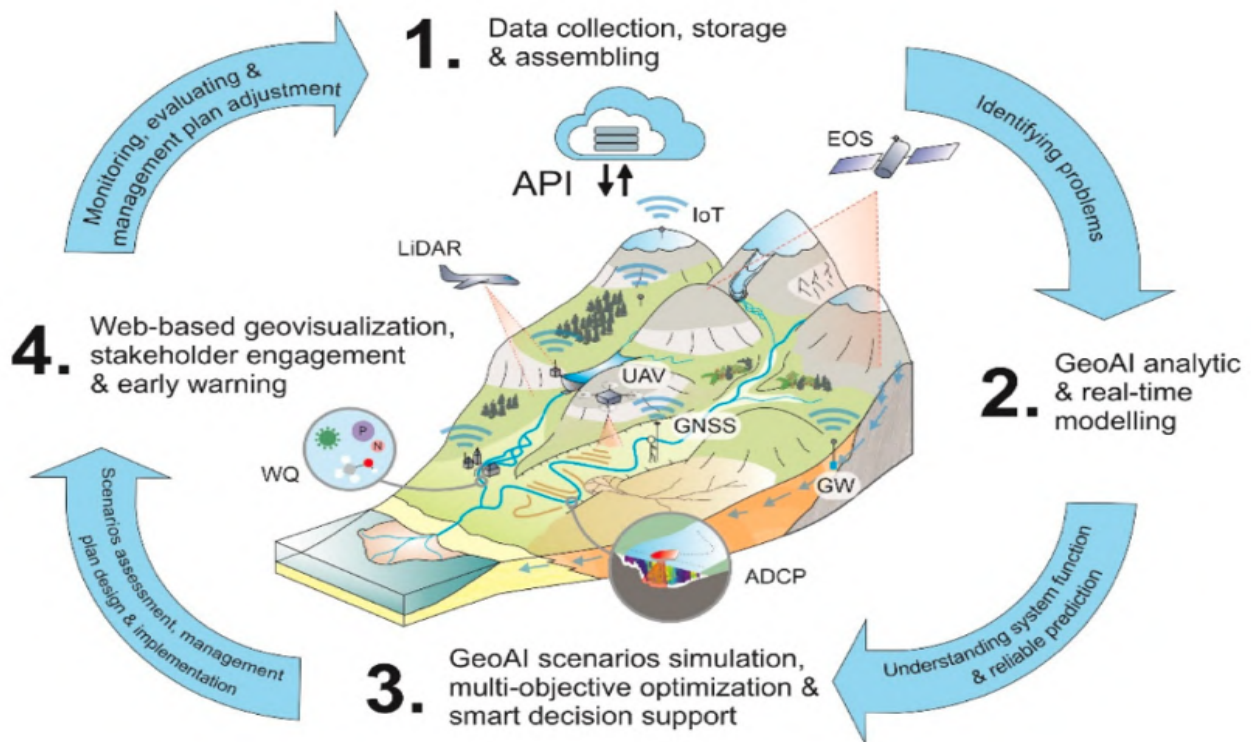 1. Data collection, storage
& assembling
Monitoring, evaluating &
management plan adjustment
Identifying problems
API
EOS
IoT
LiDAR
4. Web-based geovisualization,
stakeholder engagement
& early warning
UAV
GNSS
2. GeoAI analytic
& real-time
modelling
P
N
WQ
GW
ADCP
Scenarios assessment, management
plan design & implementation
Understanding system function
& reliable prediction
3. GeoAI scenarios simulation,
multi-objective optimization &
smart decision support